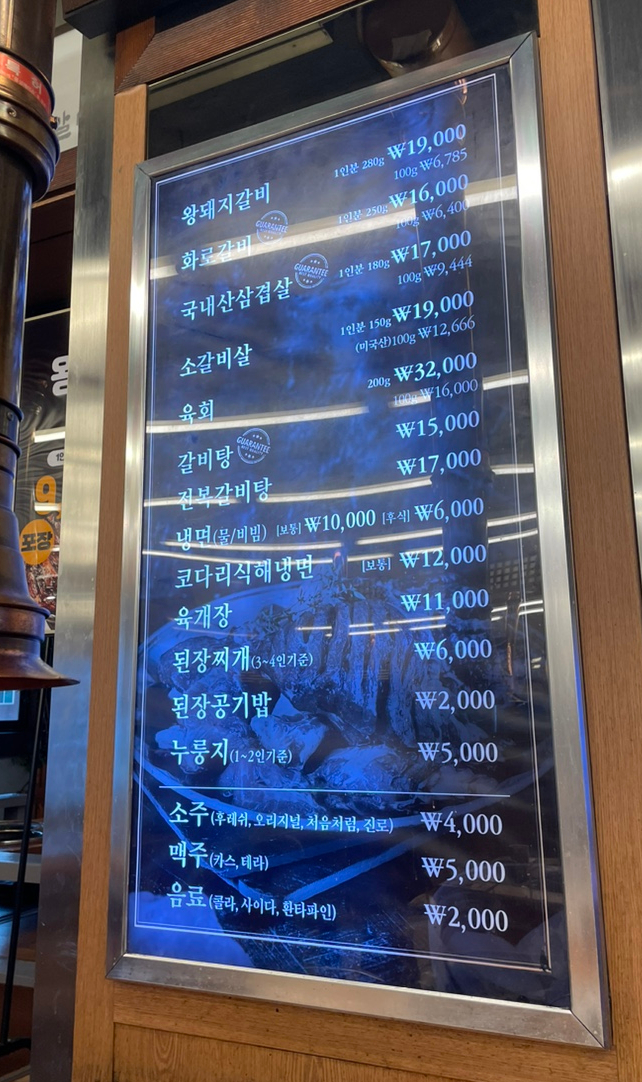 왕돼지갈비 1인분 280g ₩19,000
100g ₩6,785
화로갈비 GUARANTEE 1인분 250g ₩16,000
100g ₩6,400
국내산삼겹살 GUARANTEE 1인분 180g ₩17,000
100g ₩9,444
소갈비살 1인분 150g ₩19,000
(미국산)100g ₩12,666
육회 200g ₩32,000
100g ₩16,000
갈비탕 GUARANTEE ₩15,000
전복갈비탕 ₩17,000
냉면(물/비빔) [보통] ₩10,000 [후식] ₩6,000
코다리식해냉면 [보통] ₩12,000
육개장 ₩11,000
된장찌개(3~4인기준) ₩6,000
된장공기밥 ₩2,000
누룽지(1~2인기준) ₩5,000
소주(후레쉬, 오리지널, 처음처럼, 진로) ₩4,000
맥주(카스, 테라) ₩5,000
음료(콜라, 사이다, 환타파인) ₩2,000
포장